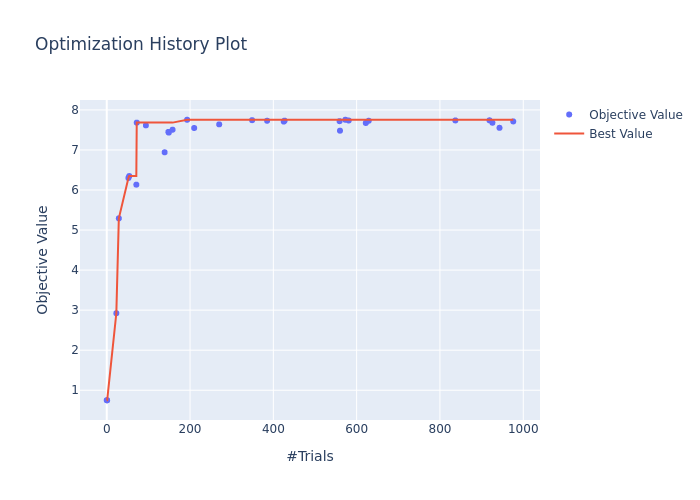 Optimization History Plot
Objective Value
Best Value
8
7
6
5
4
3
2
1
Objective Value
0 200 400 600 800 1000
#Trials